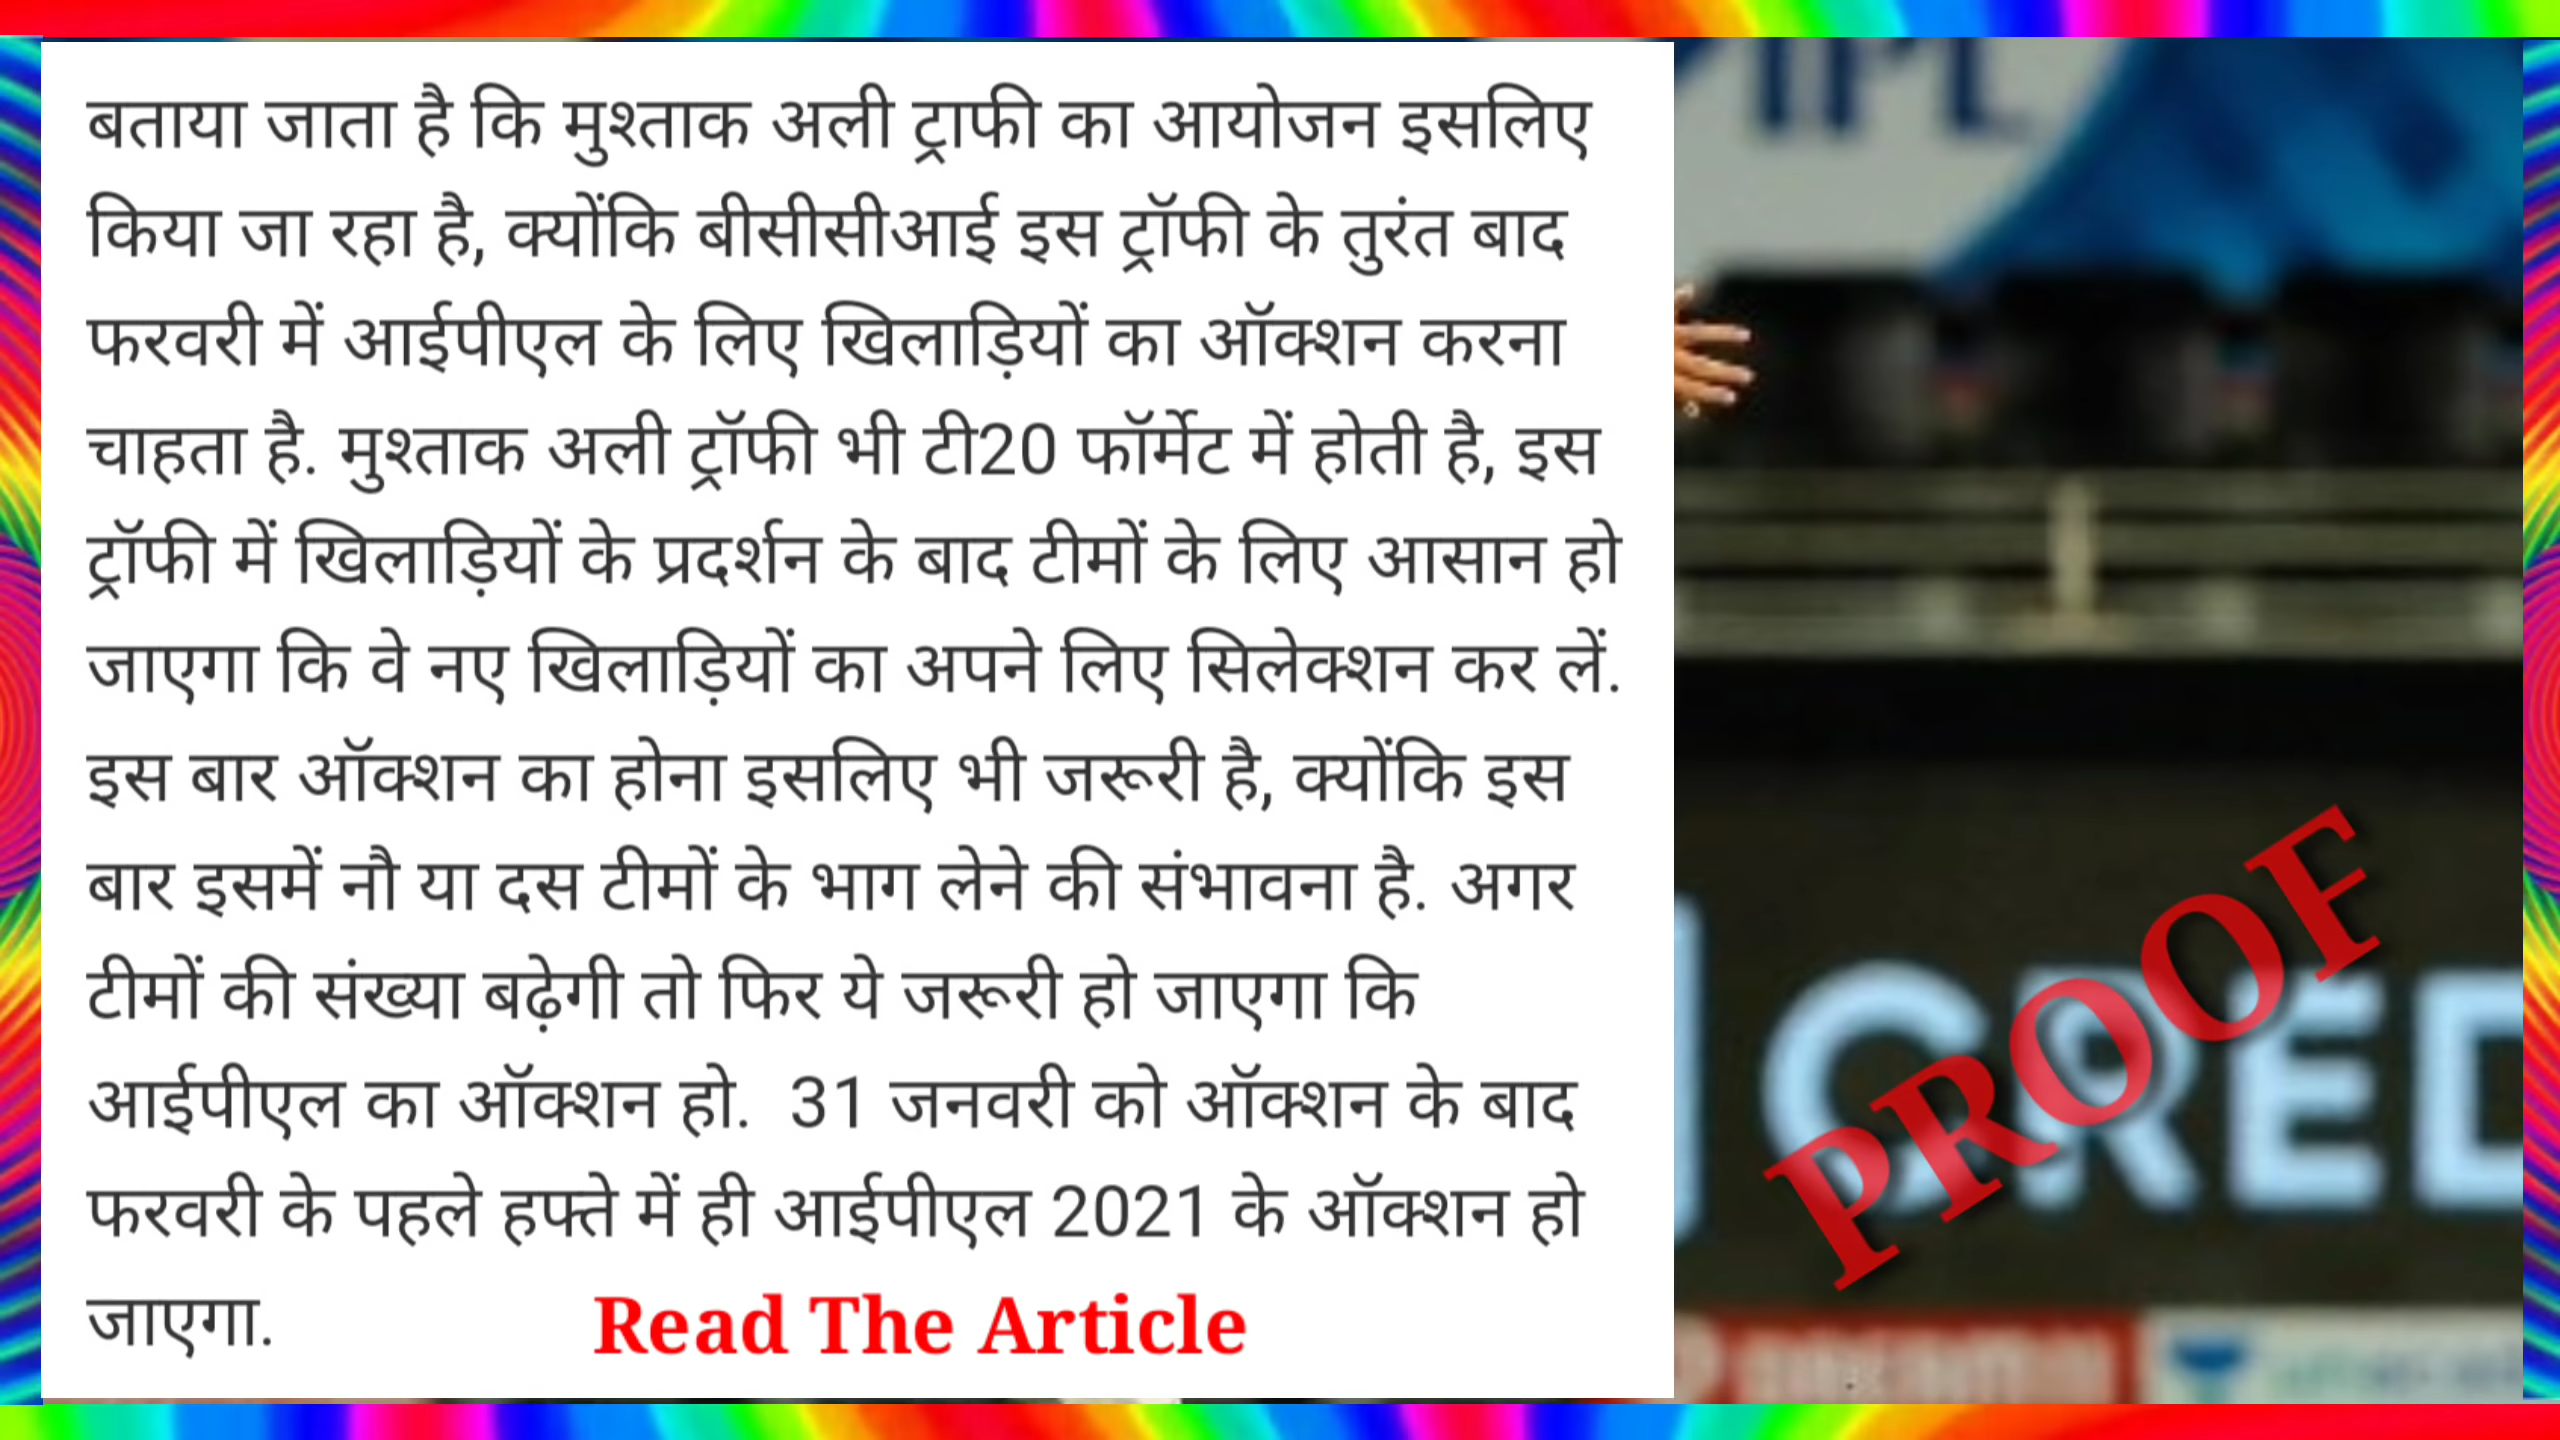 बताया जाता है कि मुश्ताक अली ट्राफी का आयोजन इसलिए
किया जा रहा है, क्योंकि बीसीसीआई इस ट्रॉफी के तुरंत बाद
फरवरी में आईपीएल के लिए खिलाड़ियों का ऑक्शन करना
चाहता है. मुश्ताक अली ट्रॉफी भी टी20 फॉर्मेट में होती है, इस
ट्रॉफी में खिलाड़ियों के प्रदर्शन के बाद टीमों के लिए आसान हो
जाएगा कि वे नए खिलाड़ियों का अपने लिए सिलेक्शन कर लें.
इस बार ऑक्शन का होना इसलिए भी जरूरी है, क्योंकि इस
बार इसमें नौ या दस टीमों के भाग लेने की संभावना है. अगर
टीमों की संख्या बढ़ेगी तो फिर ये जरूरी हो जाएगा कि
आईपीएल का ऑक्शन हो. 31 जनवरी को ऑक्शन के बाद
फरवरी के पहले हफ्ते में ही आईपीएल 2021 के ऑक्शन हो
जाएगा.
Read The Article
IPL
PROOF
CRED